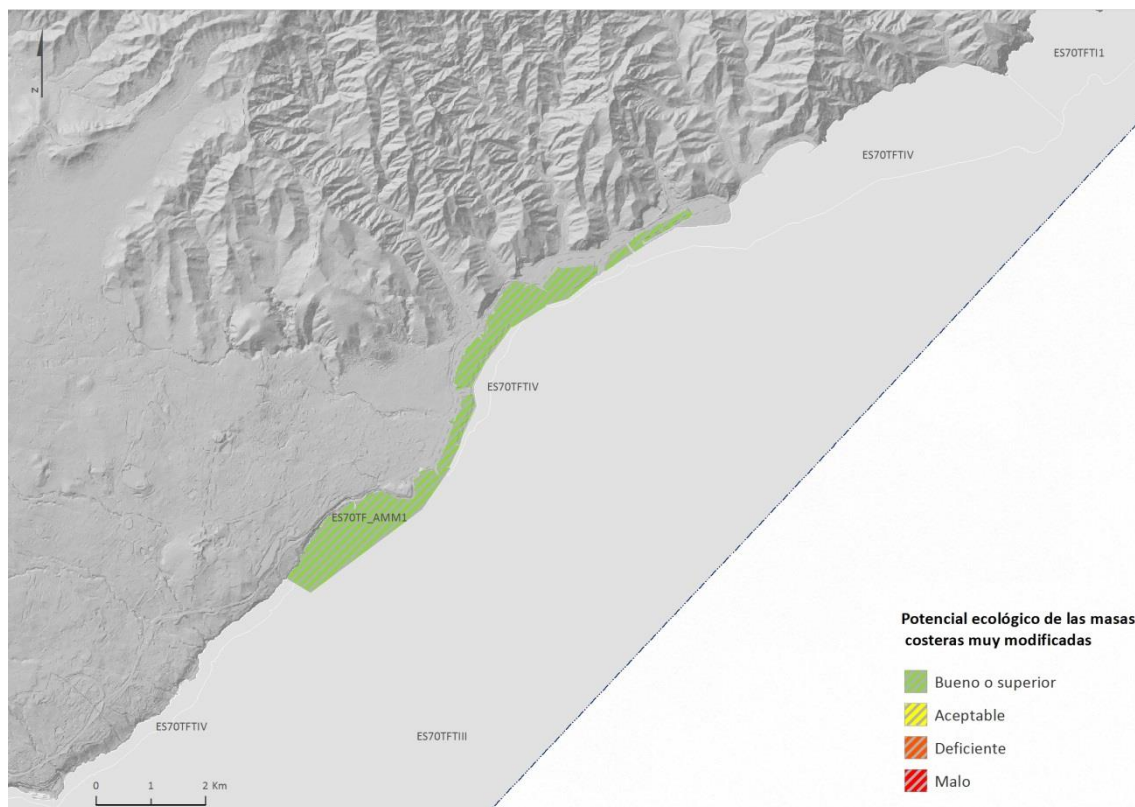 N
ES70TFTI1
ES70TFTIV
ES70TFTIV
ES70TF_AMM1
ES70TFTIV
ES70TFTIII
0 1 2 Km
Potencial ecológico de las masas
costeras muy modificadas
Bueno o superior
Aceptable
Deficiente
Malo